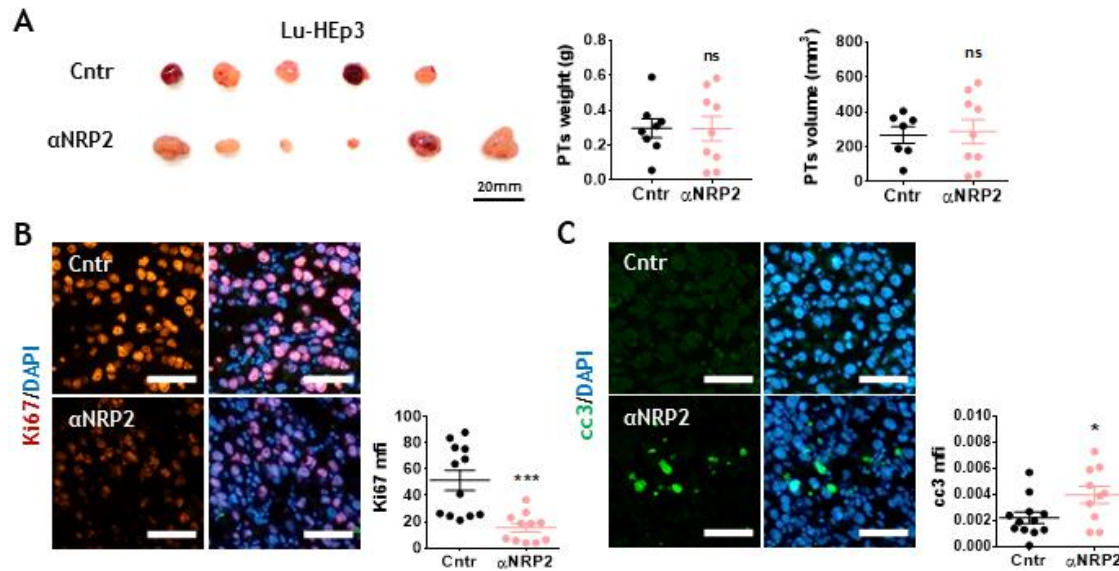 A
Lu-HEp3
Cntr
αNRP2
20mm
PTs weight (g)
0.8
0.6
0.4
0.2
0.0
ns
Cntr αNRP2
PTs volume (mm³)
800
600
400
200
0
ns
Cntr αNRP2
B
Ki67/DAPI
Cntr
αNRP2
Ki67 mfi
100
80
60
40
20
0
***
Cntr αNRP2
C
cc3/DAPI
Cntr
αNRP2
cc3 mfi
0.010
0.008
0.006
0.004
0.002
0.000
*
Cntr αNRP2